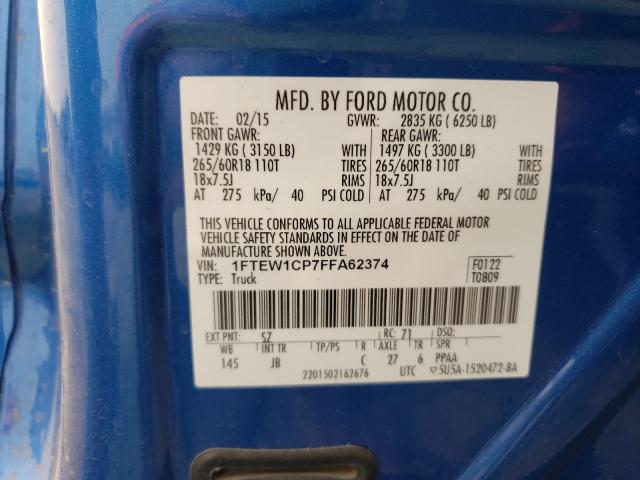 MFD. BY FORD MOTOR CO.
DATE: 02/15 GVWR: 2835 KG ( 6250 LB)
FRONT GAWR: REAR GAWR:
1429 KG ( 3150 LB) WITH 1497 KG ( 3300 LB) WITH
265/60R18 110T TIRES 265/60R18 110T TIRES
18x7.5J RIMS 18x7.5J RIMS
AT 275 kPa/ 40 PSI COLD AT 275 kPa/ 40 PSI COLD
THIS VEHICLE CONFORMS TO ALL APPLICABLE FEDERAL MOTOR
VEHICLE SAFETY STANDARDS IN EFFECT ON THE DATE OF
MANUFACTURE SHOWN ABOVE.
VIN: 1FTEW1CP7FFA62374 F0122
TYPE: Truck T0809
EXT PNT: SZ RC: 71 DSO:
WB INT TR TP/PS R AXLE TR SPR
145 JB C 27 6 PPAA
2201502162676 UTC ▽5U5A-1520472-BA